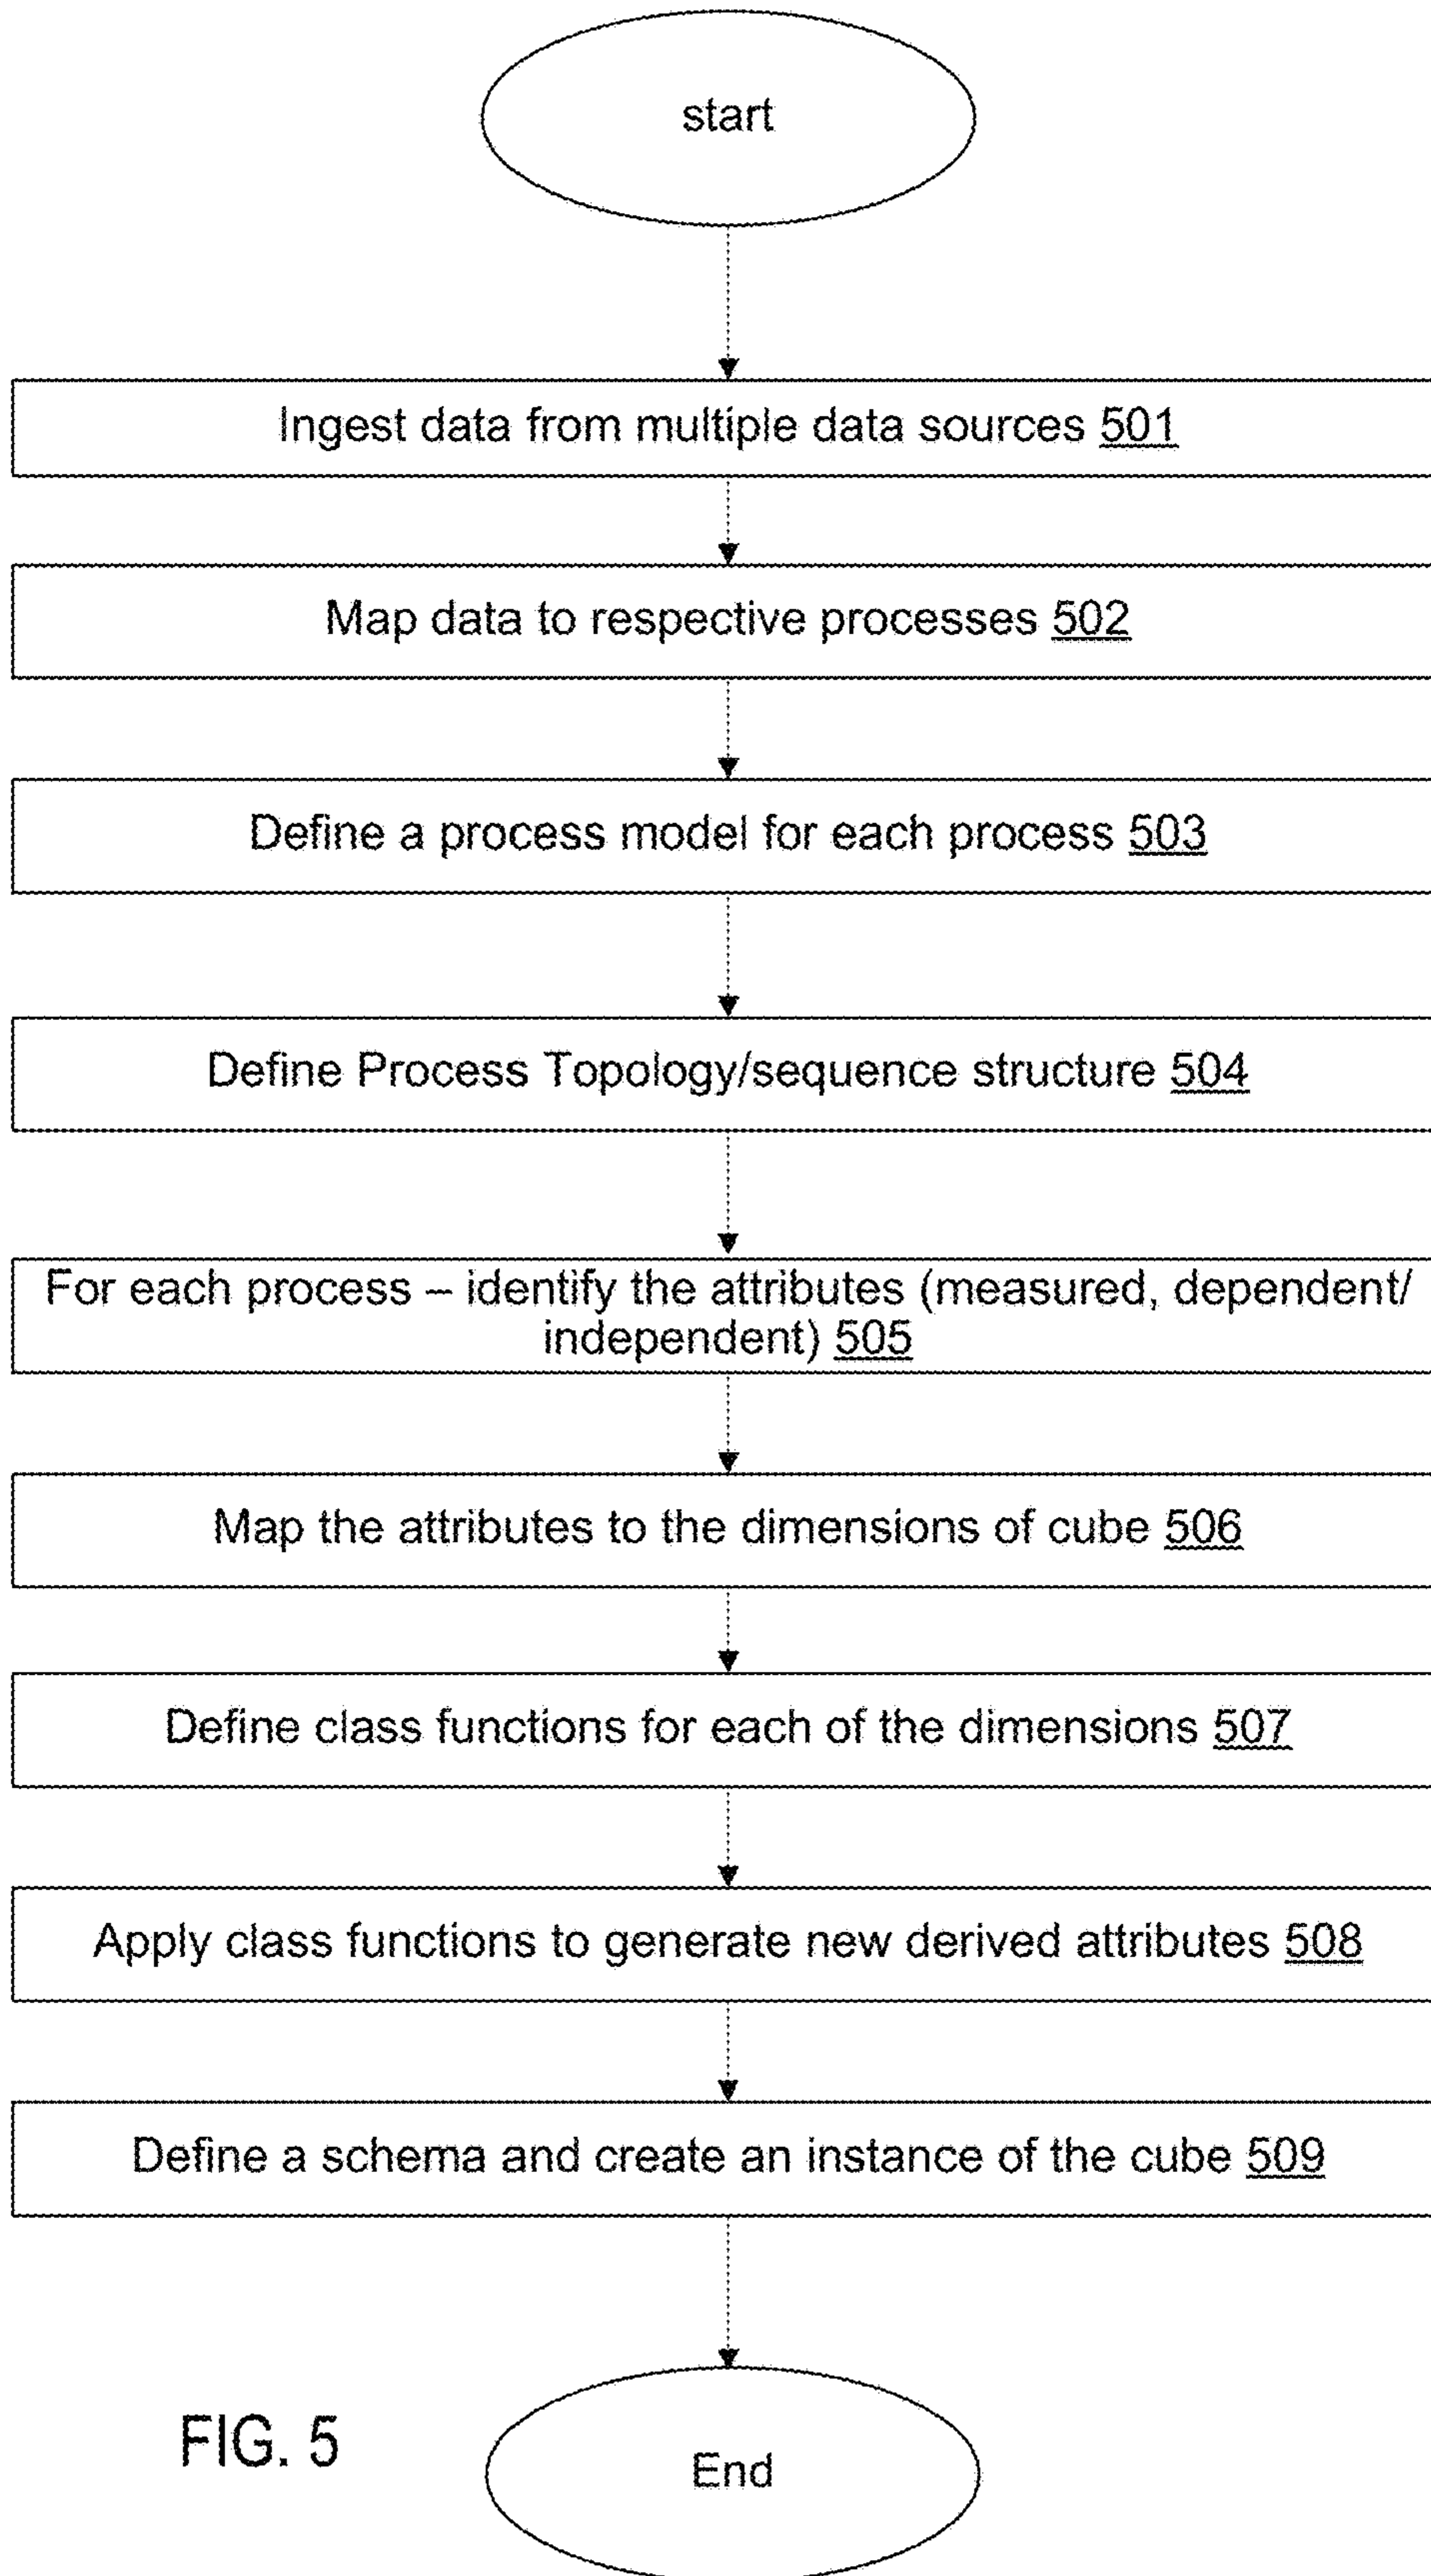 start
Ingest data from multiple data sources 501
Map data to respective processes 502
Define a process model for each process 503
Define Process Topology/sequence structure 504
For each process – identify the attributes (measured, dependent/
independent) 505
Map the attributes to the dimensions of cube 506
Define class functions for each of the dimensions 507
Apply class functions to generate new derived attributes 508
Define a schema and create an instance of the cube 509
FIG. 5
End